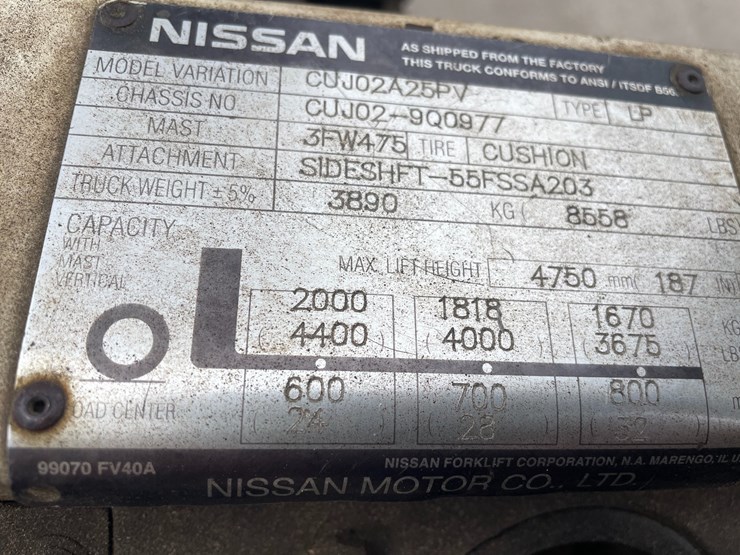 NISSAN
AS SHIPPED FROM THE FACTORY
THIS TRUCK CONFORMS TO ANSI / ITSDF B56
MODEL VARIATION CUJ02A25PV TYPE LP
CHASSIS NO. CUJ02-9Q0977
MAST 3FW475 TIRE CUSHION
ATTACHMENT SIDESHFT-55FSSA203
TRUCK WEIGHT ± 5% 3890 KG ( 8558 LBS
CAPACITY
WITH
MAST
VERTICAL
MAX. LIFT HEIGHT 4750 mm( 187 IN)
2000 1818 1670 KG
( 4400 ) ( 4000 ) ( 3675 ) LB
600 700 800 m
LOAD CENTER ( 24 ) ( 28 ) ( 32 )
99070 FV40A
NISSAN FORKLIFT CORPORATION, N.A. MARENGO, IL U
NISSAN MOTOR CO., LTD.